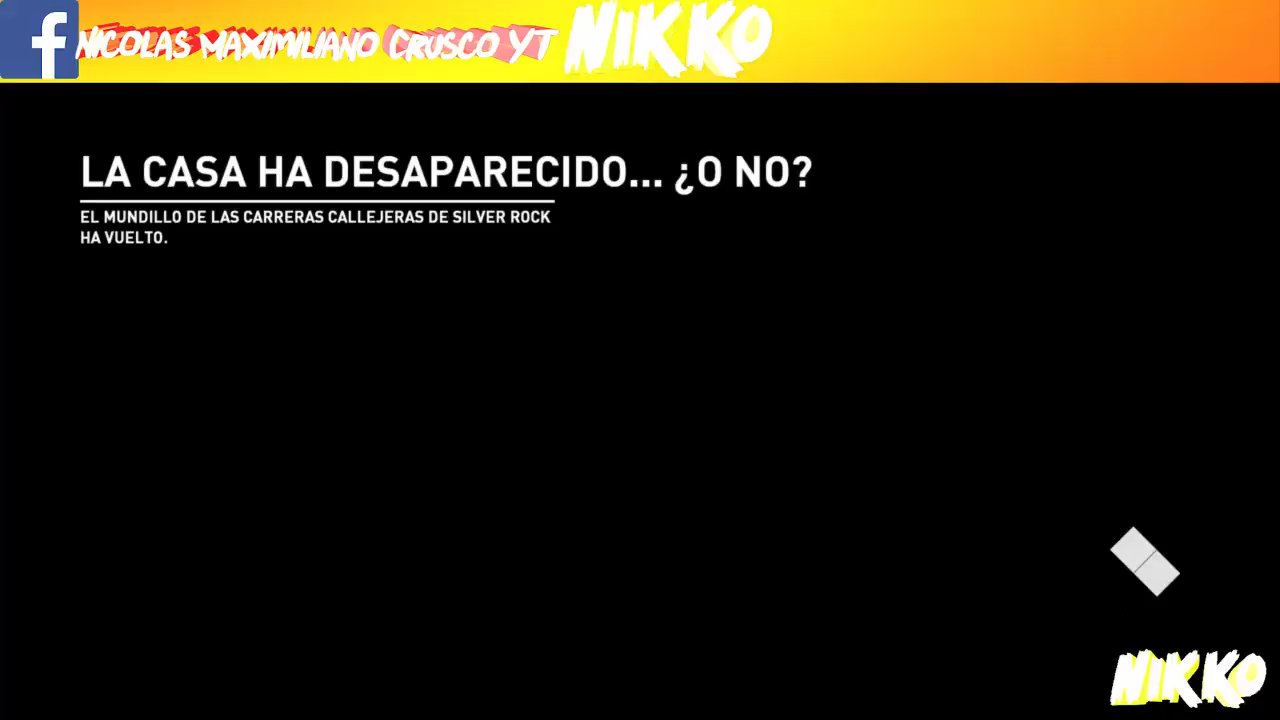 NICOLAS MAXIMILIANO CRUSCO YT NIKKO
LA CASA HA DESAPARECIDO... ¿O NO?
EL MUNDILLO DE LAS CARRERAS CALLEJERAS DE SILVER ROCK
HA VUELTO.
NIKKO